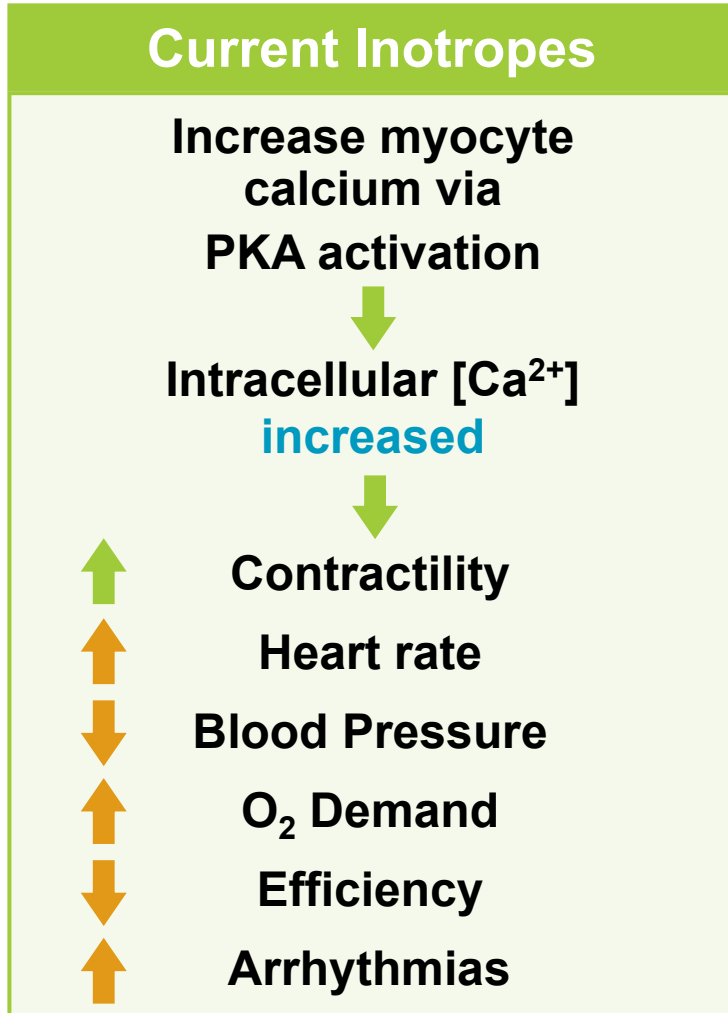 Current Inotropes
Increase myocyte
calcium via
PKA activation
Intracellular [Ca²⁺]
increased
Contractility
Heart rate
Blood Pressure
O₂ Demand
Efficiency
Arrhythmias